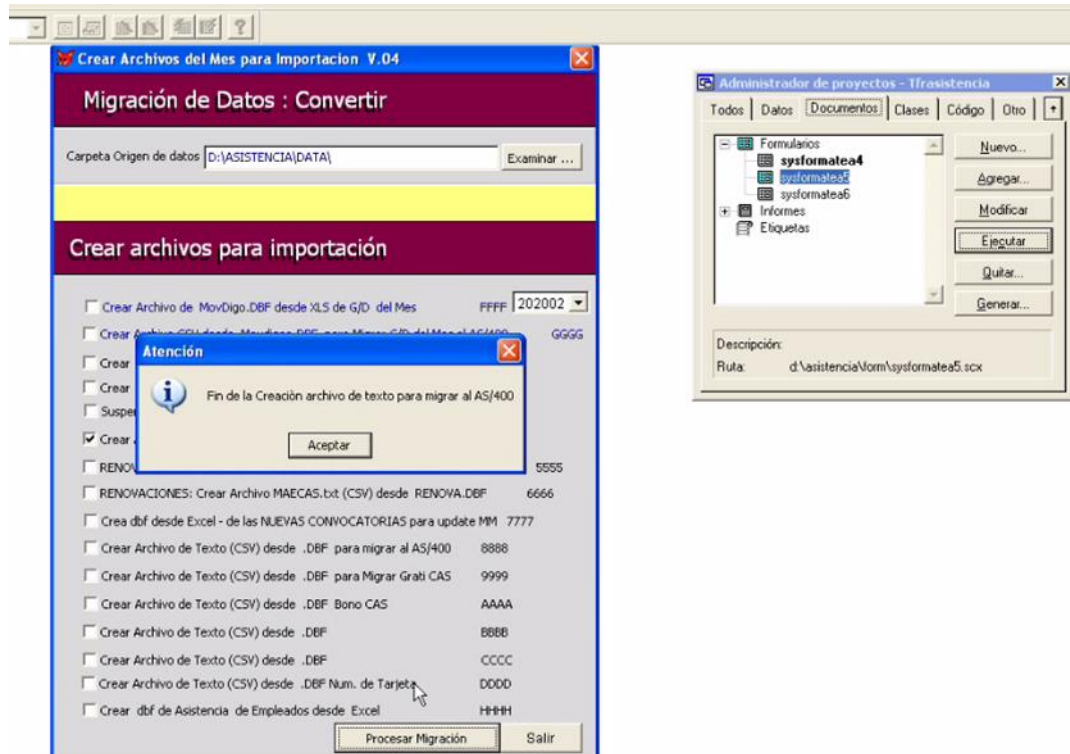 Crear Archivos del Mes para Importacion V.04
Migración de Datos : Convertir
Carpeta Origen de datos D:\ASISTENCIA\DATA\ Examinar ...
Crear archivos para importación
Crear Archivo de MovDigo.DBF desde XLS de G/D del Mes FFFF 202002
Crear GGGG
Atención
Crear
Crear
Fin de la Creaciòn archivo de texto para migrar al AS/400
Suspe
Crear
Aceptar
RENOV 5555
RENOVACIONES: Crear Archivo MAECAS.txt (CSV) desde RENOVA.DBF 6666
Crea dbf desde Excel - de las NUEVAS CONVOCATORIAS para update MM 7777
Crear Archivo de Texto (CSV) desde .DBF para migrar al AS/400 8888
Crear Archivo de Texto (CSV) desde .DBF para Migrar Grati CAS 9999
Crear Archivo de Texto (CSV) desde .DBF Bono CAS AAAA
Crear Archivo de Texto (CSV) desde .DBF BBBB
Crear Archivo de Texto (CSV) desde .DBF CCCC
Crear Archivo de Texto (CSV) desde .DBF Num. de Tarjeta DDDD
Crear dbf de Asistencia de Empleados desde Excel HHHH
Procesar Migración Salir
Administrador de proyectos - Tfrasistencia
Todos Datos Documentos Clases Código Otro
Formularios
sysformatea4
sysformatea5
sysformatea6
Informes
Etiquetas
Nuevo...
Agregar...
Modificar
Ejecutar
Quitar...
Generar...
Descripción:
Ruta: d:\asistencia\form\sysformatea5.scx